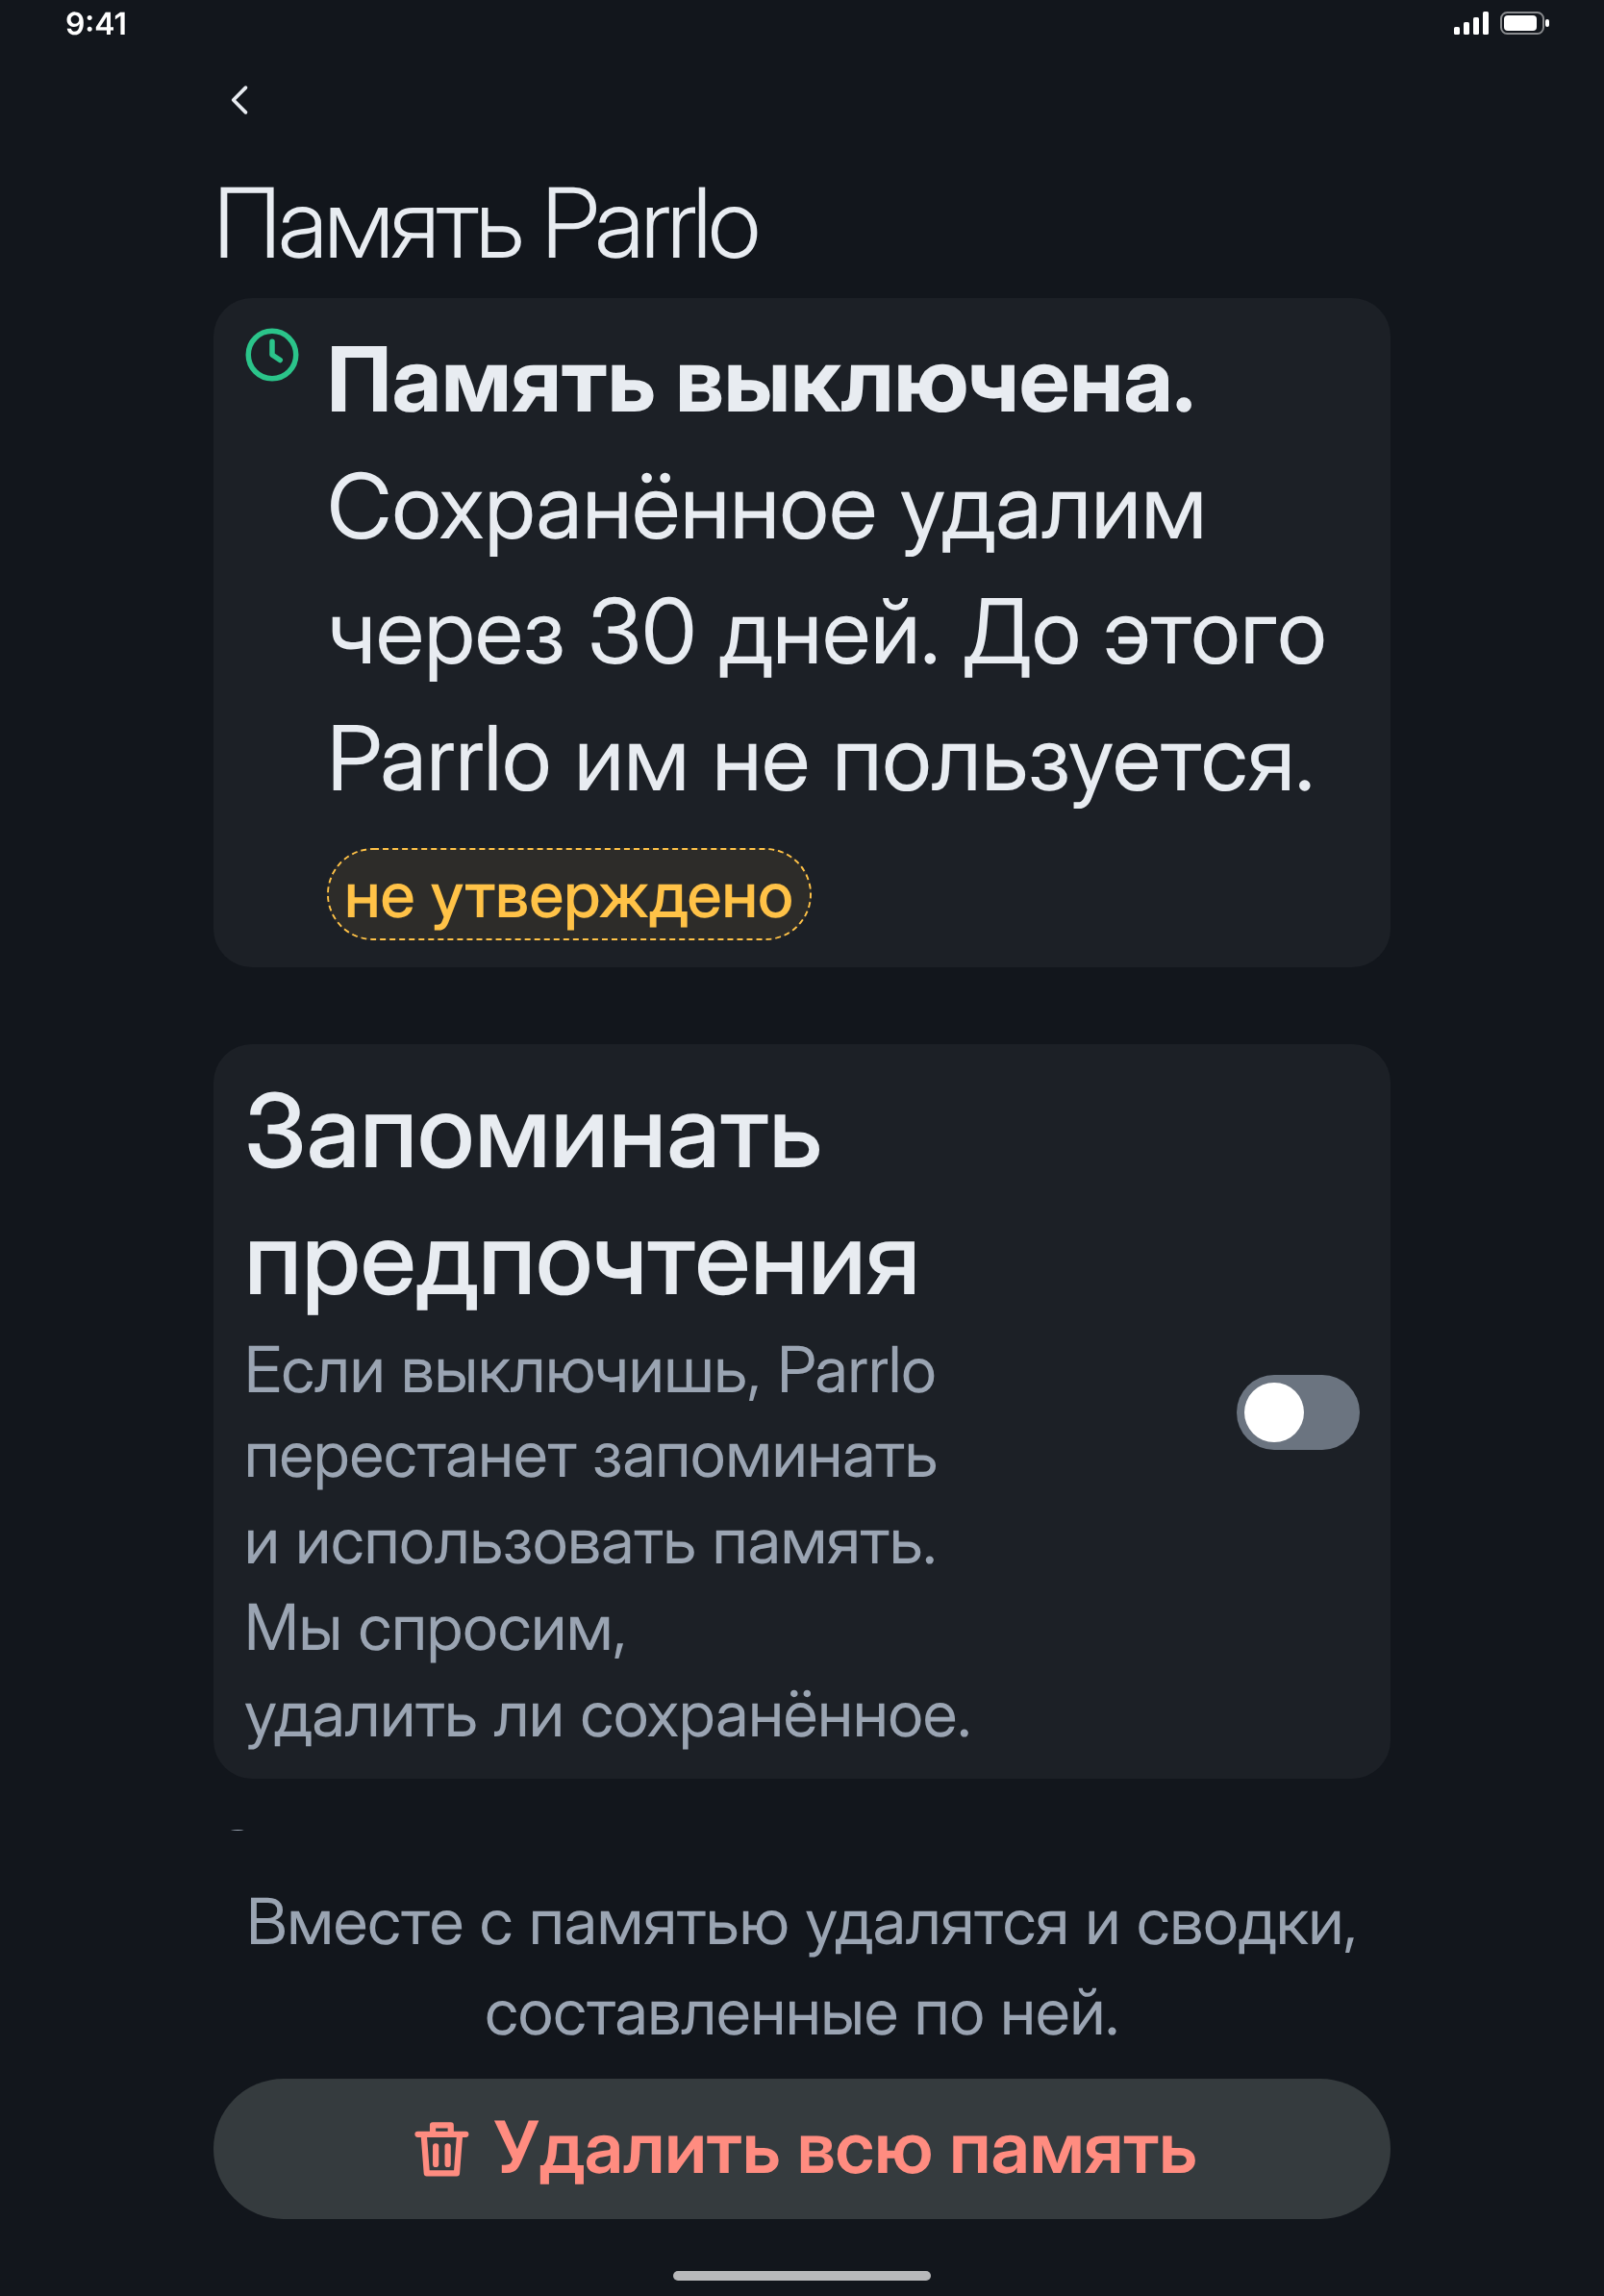 9:41
Память Parrlo
Память выключена.
Сохранённое удалим
через 30 дней. До этого
Parrlo им не пользуется.
не утверждено
Запоминать
предпочтения
Если выключишь, Parrlo
перестанет запоминать
и использовать память.
Мы спросим,
удалить ли сохранённое.
Вместе с памятью удалятся и сводки,
составленные по ней.
Удалить всю память